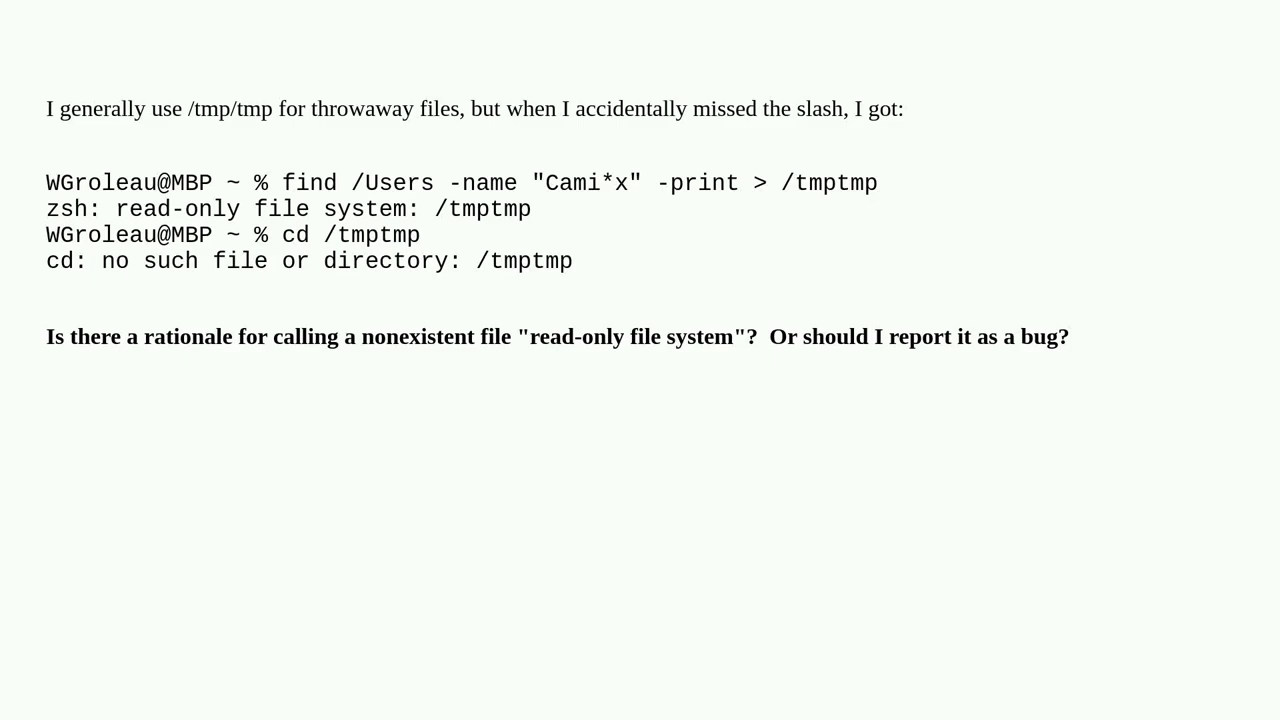 I generally use /tmp/tmp for throwaway files, but when I accidentally missed the slash, I got:
WGroleau@MBP ~ % find /Users -name "Cami*x" -print > /tmptmp
zsh: read-only file system: /tmptmp
WGroleau@MBP ~ % cd /tmptmp
cd: no such file or directory: /tmptmp
Is there a rationale for calling a nonexistent file "read-only file system"?  Or should I report it as a bug?